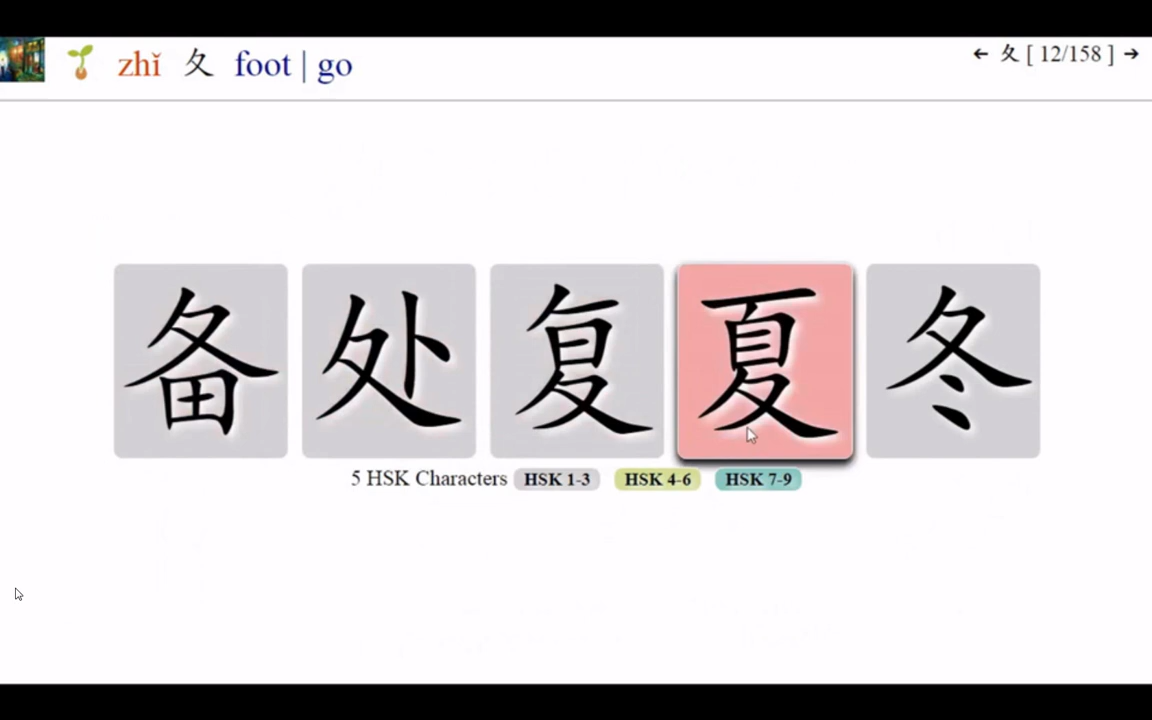 zhǐ 夂 foot | go
← 夂 [ 12/158 ] →
备 处 复 夏 冬
5 HSK Characters HSK 1-3 HSK 4-6 HSK 7-9